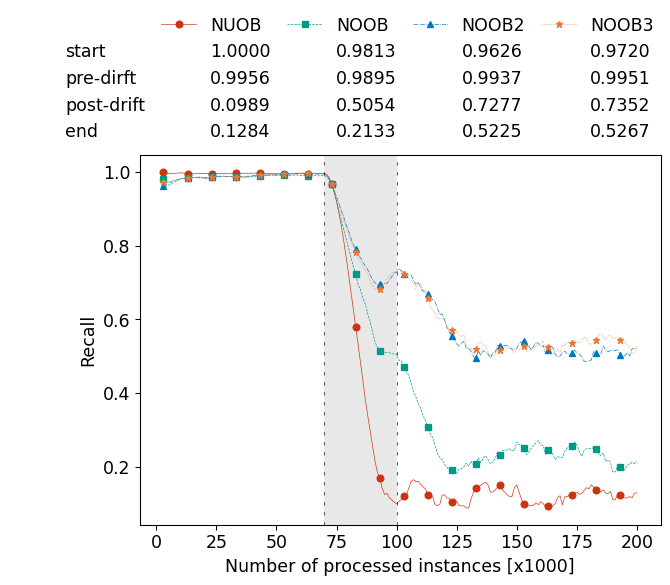 NUOB NOOB NOOB2 NOOB3
start 1.0000 0.9813 0.9626 0.9720
pre-dirft 0.9956 0.9895 0.9937 0.9951
post-drift 0.0989 0.5054 0.7277 0.7352
end 0.1284 0.2133 0.5225 0.5267
1.0
0.8
0.6
0.4
0.2
Recall
0 25 50 75 100 125 150 175 200
Number of processed instances [x1000]